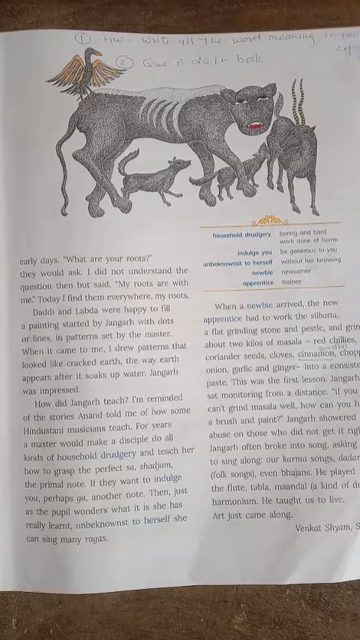 ① HW - Write all the word meaning in
② Que A do in book
household drudgery boring and hard
work done at home
indulge you be generous to you
unbeknownst to herself without her knowing
newbie newcomer
apprentice trainee
early days. "What are your roots?"
they would ask. I did not understand the
question then but said, "My roots are with
me." Today I find them everywhere, my roots.
Daddi and Labda were happy to fill
a painting started by Jangarh with dots
or lines, in patterns set by the master.
When it came to me, I drew patterns that
looked like cracked earth, the way earth
appears after it soaks up water. Jangarh
was impressed.
How did Jangarh teach? I'm reminded
of the stories Anand told me of how some
Hindustani musicians teach. For years
a master would make a disciple do all
kinds of household drudgery and teach her
how to grasp the perfect sa, shadjam,
the primal note. If they want to indulge
you, perhaps ga, another note. Then, just
as the pupil wonders what it is she has
really learnt, unbeknownst to herself she
can sing many ragas.
When a newbie arrived, the new
apprentice had to work the silbutta,
a flat grinding stone and pestle, and
about two kilos of masala – red chillies,
coriander seeds, cloves, cinnamon,
onion, garlic and ginger– into a
paste. This was the first lesson. Jangarh
sat monitoring from a distance. "If you
can't grind masala well, how can you
a brush and paint?" Jangarh showered
abuse on those who did not get it
Jangarh often broke into song, asking
to sing along: our karma songs,
(folk songs), even bhajans. He played
the flute, tabla, maandal (a kind of
harmonium. He taught us to live.
Art just came along.
Venkat Shyam,